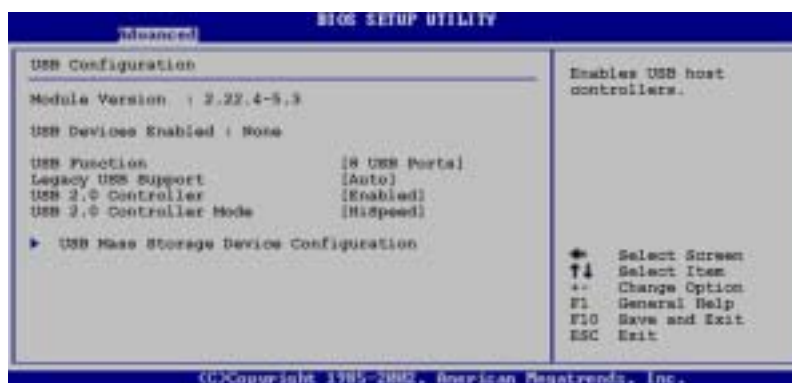 BIOS SETUP UTILITY
Advanced
USB Configuration
Module Version : 2.22.4-5.3
USB Devices Enabled : None
USB Function [8 USB Ports]
Legacy USB Support [Auto]
USB 2.0 Controller [Enabled]
USB 2.0 Controller Mode [HiSpeed]
USB Mass Storage Device Configuration
Enables USB host
controllers.
Select Screen
↑↓ Select Item
+- Change Option
F1 General Help
F10 Save and Exit
ESC Exit
(C)Copyright 1985-2002, American Megatrends, Inc.